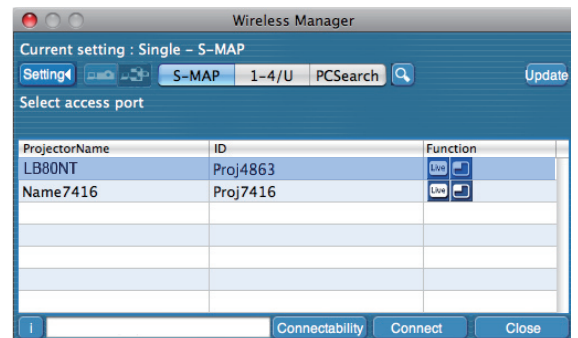 Wireless Manager
Current setting : Single – S-MAP
Setting S-MAP 1-4/U PCSearch Update
Select access port
ProjectorName ID Function
LB80NT Proj4863 Live
Name7416 Proj7416 Live
i Connectability Connect Close